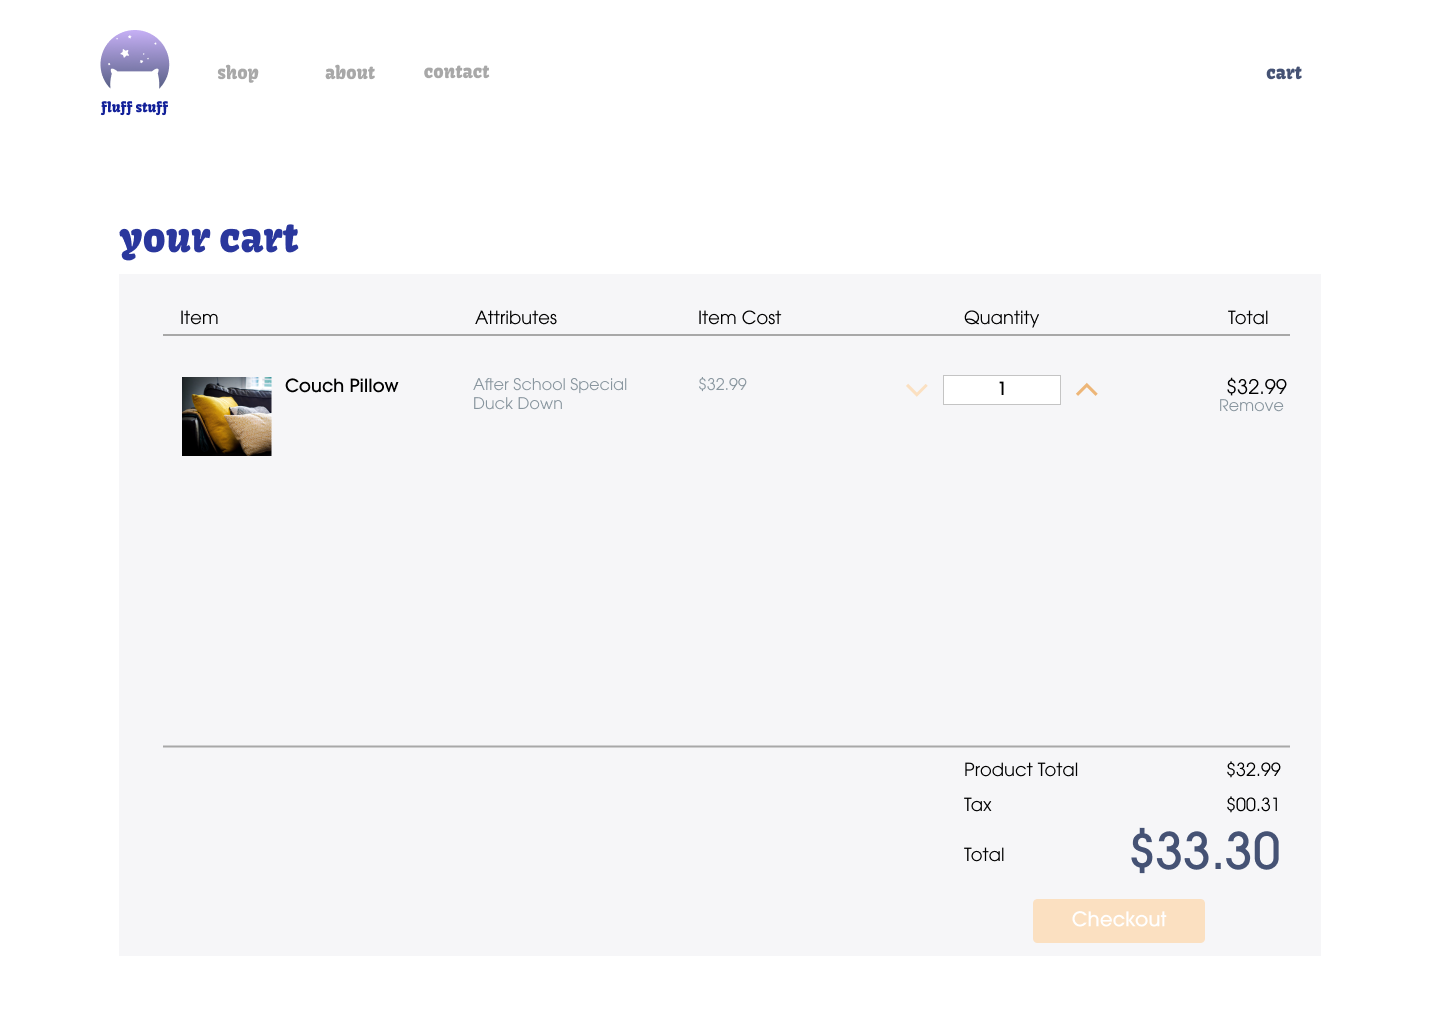 shop about contact cart
fluff stuff
your cart
Item Attributes Item Cost Quantity Total
Couch Pillow After School Special $32.99 1 $32.99
Duck Down Remove
Product Total $32.99
Tax $00.31
Total $33.30
Checkout